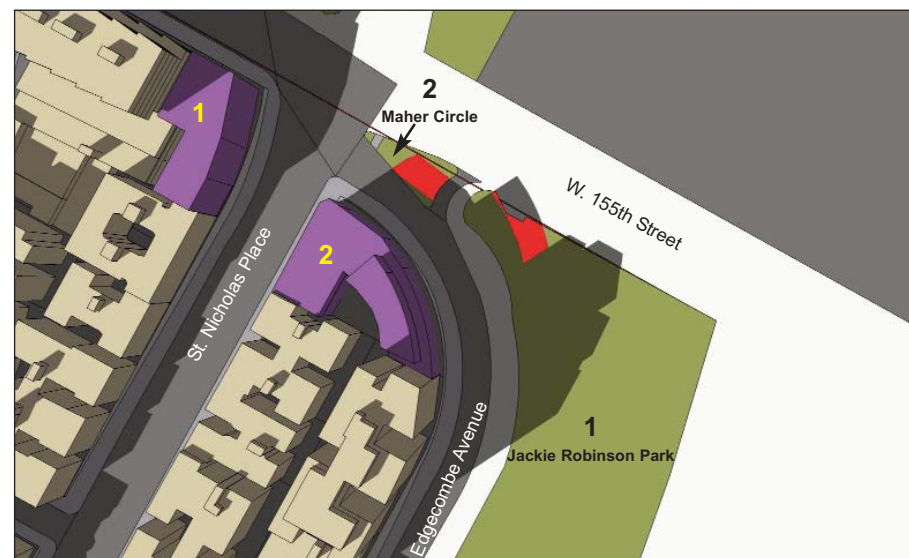 1
2
Maher Circle
W. 155th Street
2
St. Nicholas Place
1
Jackie Robinson Park
Edgecombe Avenue